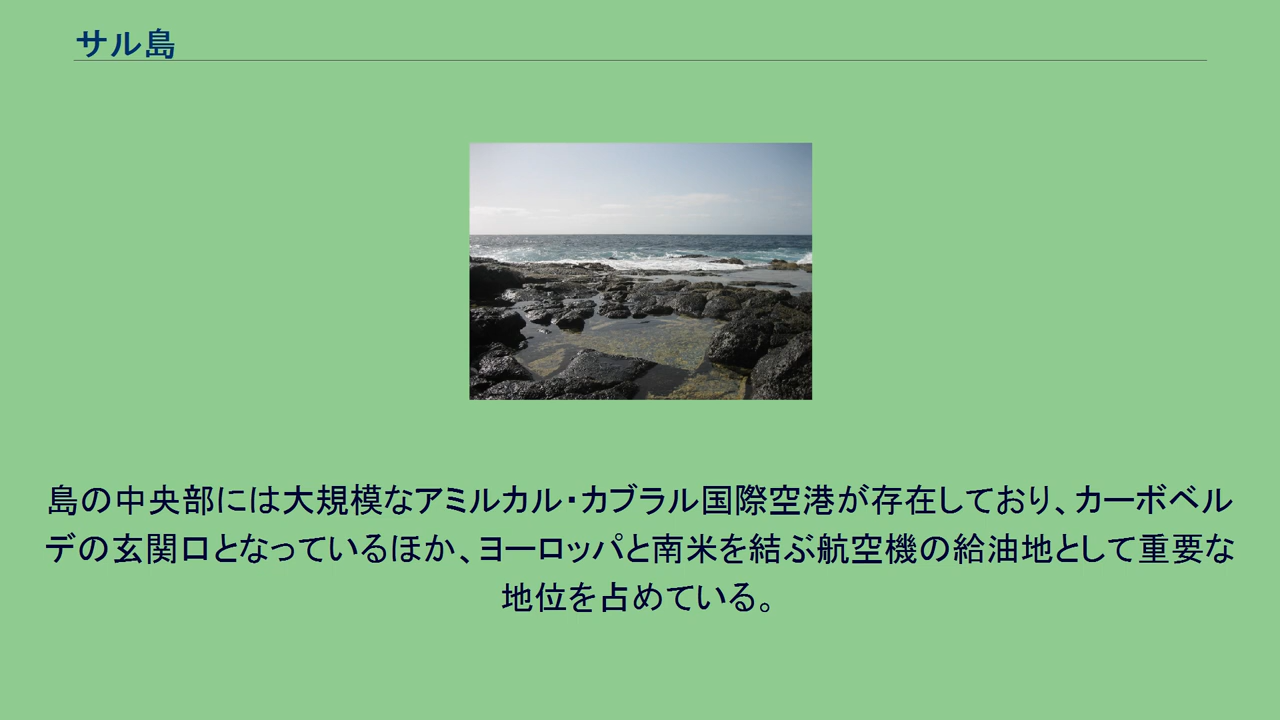 サル島
島の中央部には大規模なアミルカル・カブラル国際空港が存在しており、カーボベル
デの玄関口となっているほか、ヨーロッパと南米を結ぶ航空機の給油地として重要な
地位を占めている。